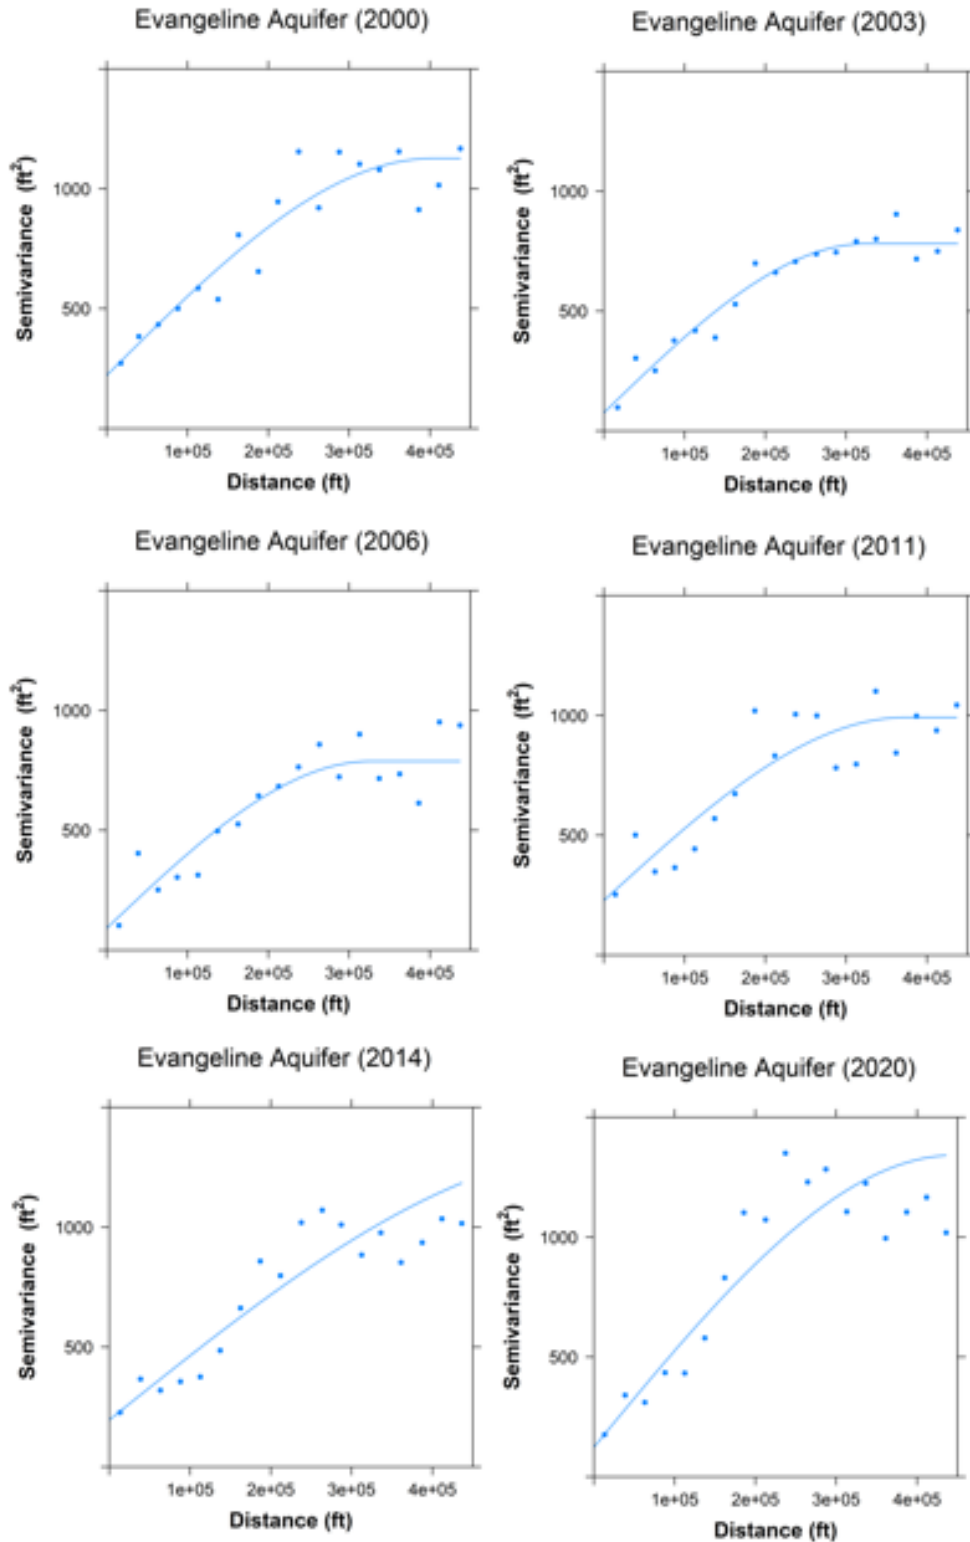 Evangeline Aquifer (2000)
Semivariance (ft²)
1000
500
1e+05 2e+05 3e+05 4e+05
Distance (ft)
Evangeline Aquifer (2003)
Semivariance (ft²)
1000
500
1e+05 2e+05 3e+05 4e+05
Distance (ft)
Evangeline Aquifer (2006)
Semivariance (ft²)
1000
500
1e+05 2e+05 3e+05 4e+05
Distance (ft)
Evangeline Aquifer (2011)
Semivariance (ft²)
1000
500
1e+05 2e+05 3e+05 4e+05
Distance (ft)
Evangeline Aquifer (2014)
Semivariance (ft²)
1000
500
1e+05 2e+05 3e+05 4e+05
Distance (ft)
Evangeline Aquifer (2020)
Semivariance (ft²)
1000
500
1e+05 2e+05 3e+05 4e+05
Distance (ft)